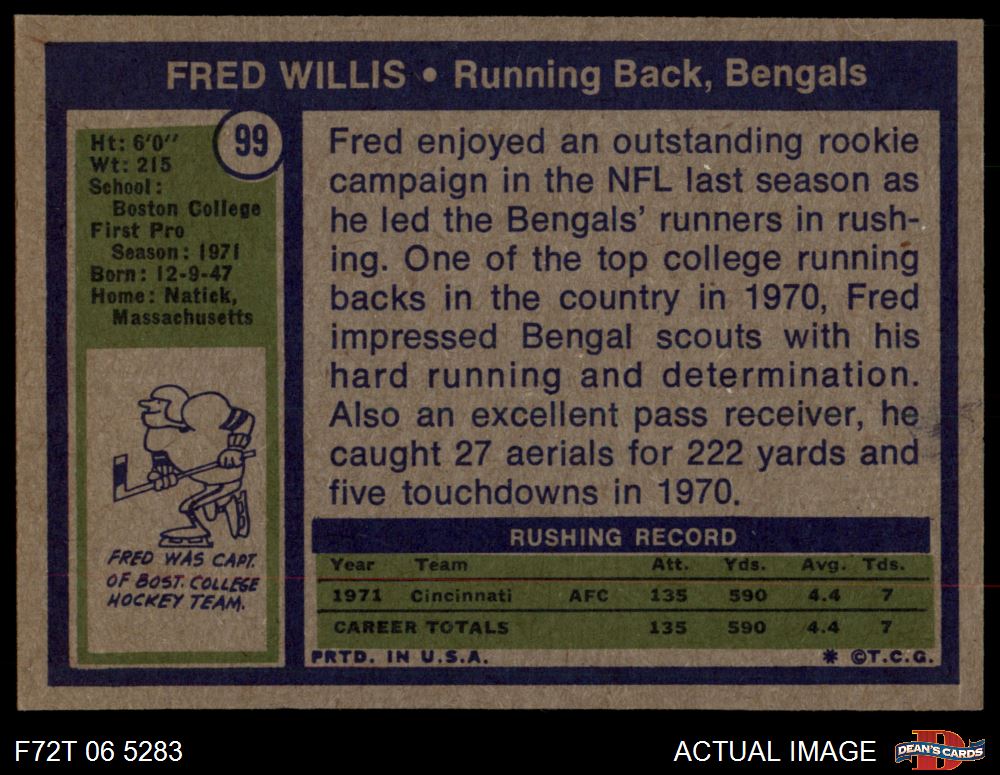 FRED WILLIS • Running Back, Bengals
99
Ht: 6'0"
Wt: 215
School:
Boston College
First Pro
Season: 1971
Born: 12-9-47
Home: Natick,
Massachusetts
FRED WAS CAPT.
OF BOST. COLLEGE
HOCKEY TEAM.
Fred enjoyed an outstanding rookie
campaign in the NFL last season as
he led the Bengals' runners in rush-
ing. One of the top college running
backs in the country in 1970, Fred
impressed Bengal scouts with his
hard running and determination.
Also an excellent pass receiver, he
caught 27 aerials for 222 yards and
five touchdowns in 1970.
RUSHING RECORD
Year Team Att. Yds. Avg. Tds.
1971 Cincinnati AFC 135 590 4.4 7
CAREER TOTALS 135 590 4.4 7
PRTD. IN U.S.A. * ©T.C.G.
F72T 06 5283 ACTUAL IMAGE DEAN'S CARDS